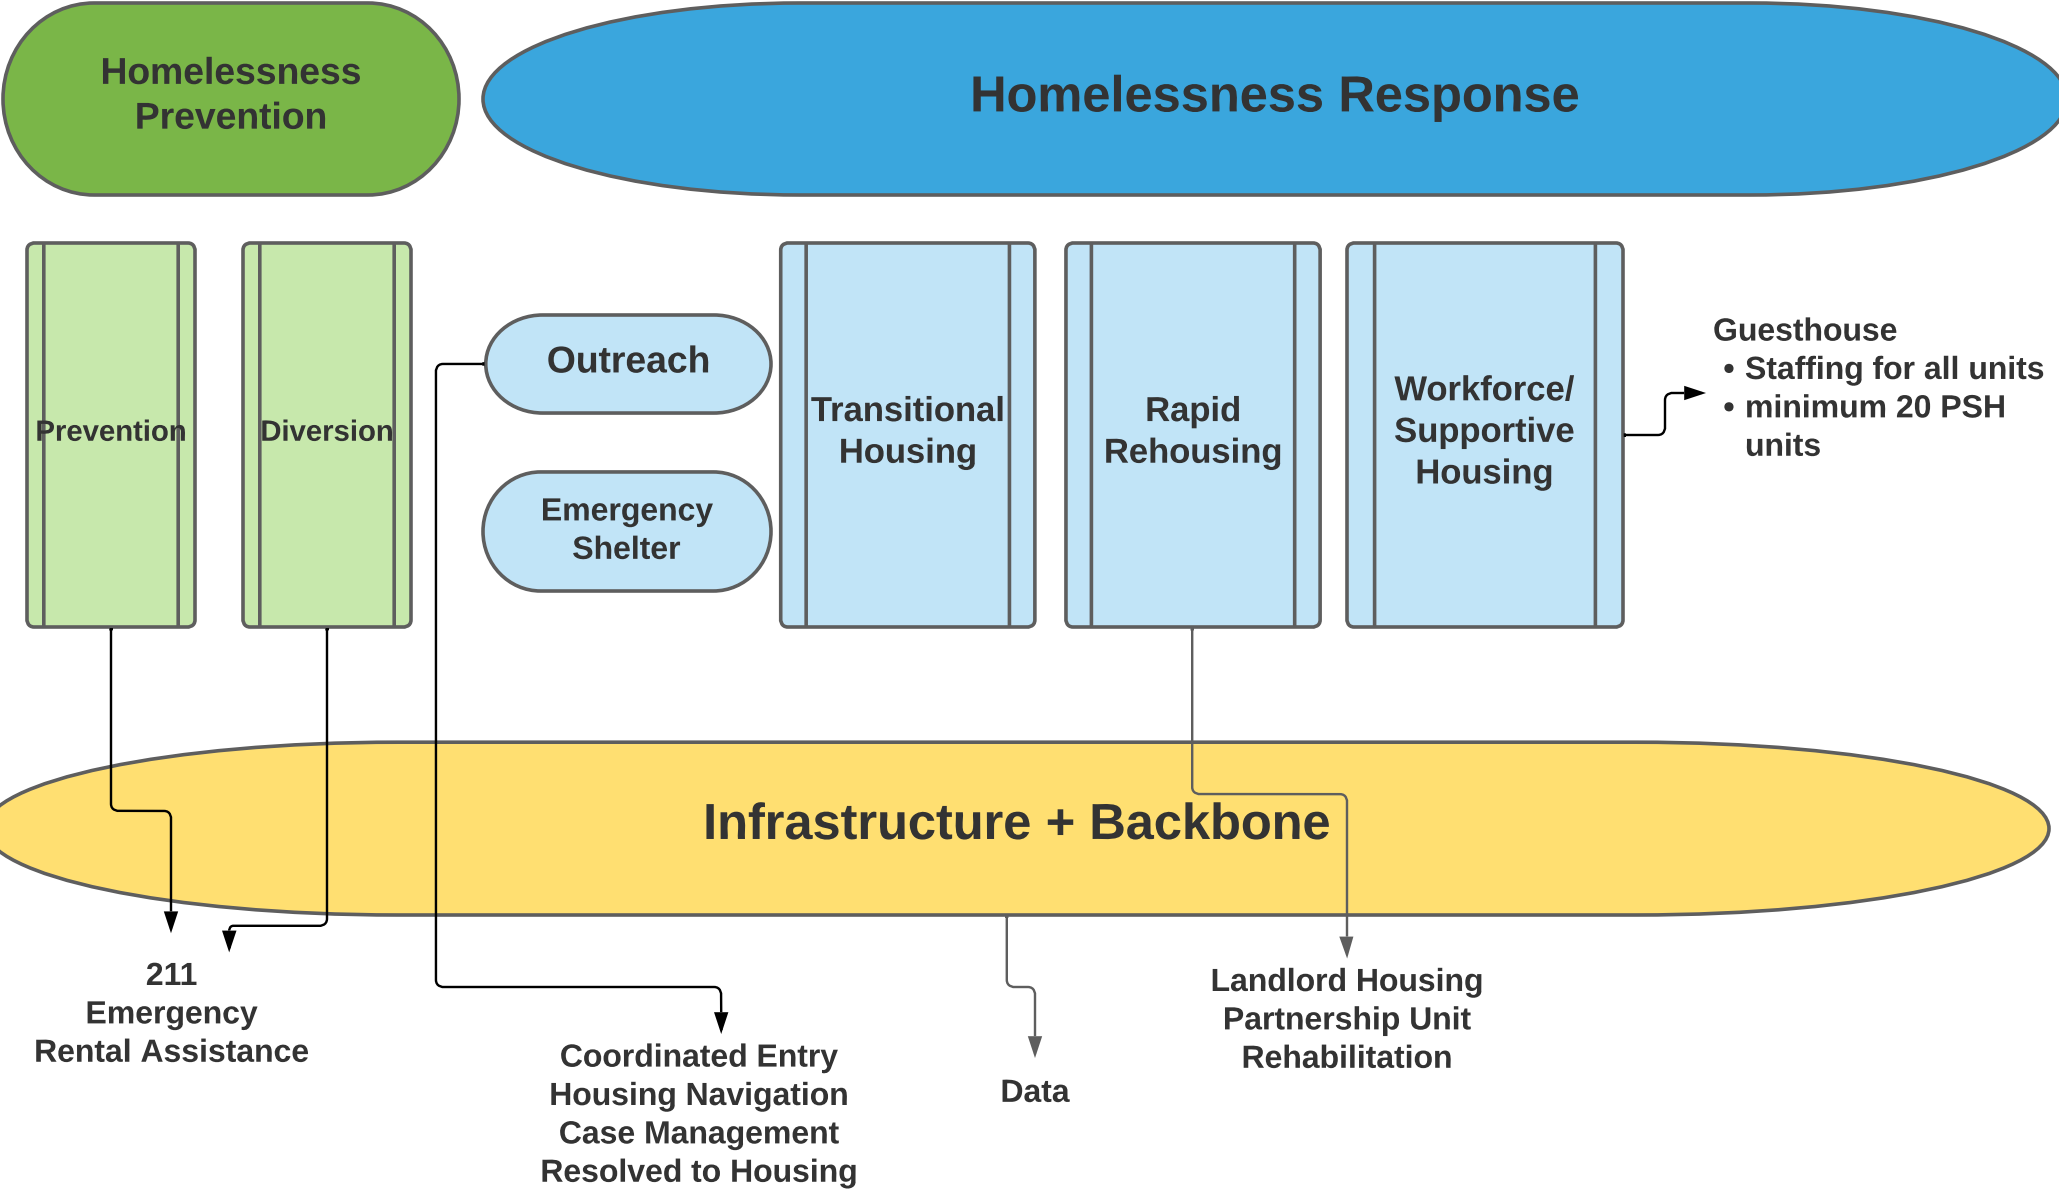 Homelessness
Prevention
Homelessness Response
Prevention
Diversion
Outreach
Emergency
Shelter
Transitional
Housing
Rapid
Rehousing
Workforce/
Supportive
Housing
Guesthouse
• Staffing for all units
• minimum 20 PSH
units
Infrastructure + Backbone
211
Emergency
Rental Assistance
Coordinated Entry
Housing Navigation
Case Management
Resolved to Housing
Data
Landlord Housing
Partnership Unit
Rehabilitation